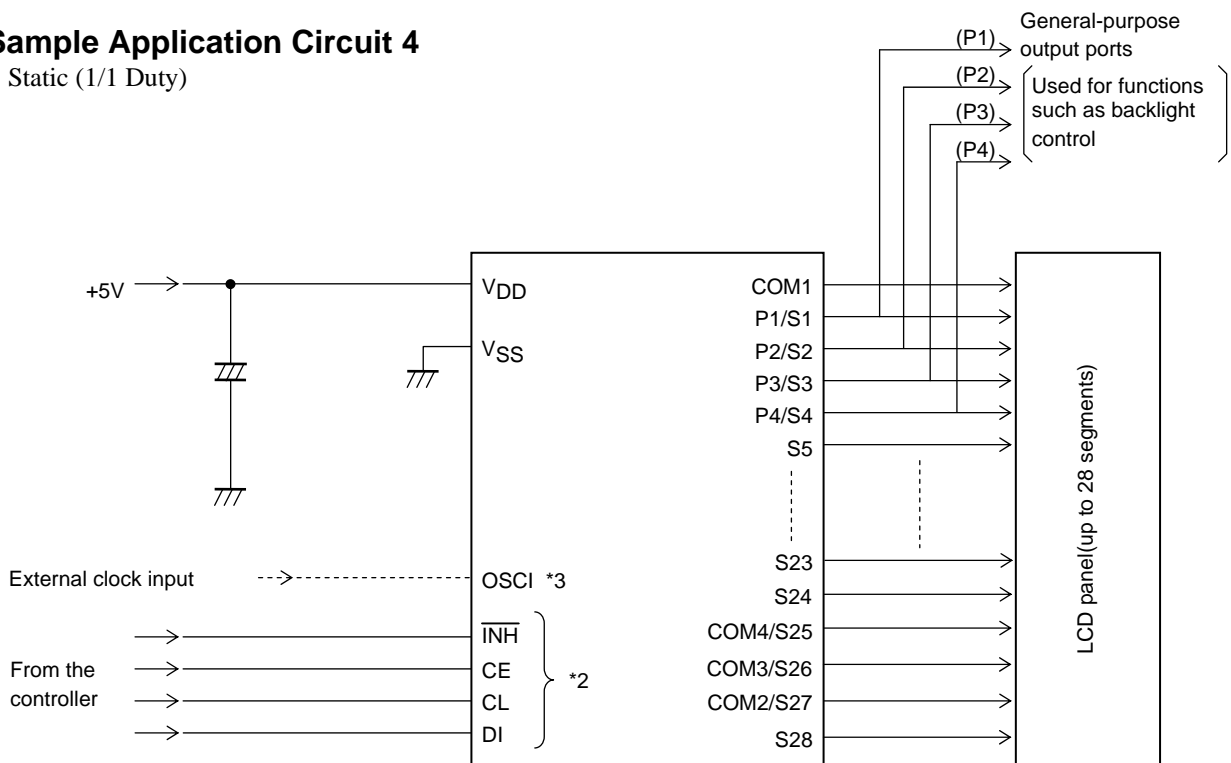 Sample Application Circuit 4
Static (1/1 Duty)
General-purpose
output ports
(P1)
(P2)
(P3)
(P4)
Used for functions
such as backlight
control
+5V
VDD
VSS
COM1
P1/S1
P2/S2
P3/S3
P4/S4
S5
S23
S24
COM4/S25
COM3/S26
COM2/S27
S28
LCD panel(up to 28 segments)
External clock input
OSCI *3
INH
CE
CL
DI
*2
From the
controller